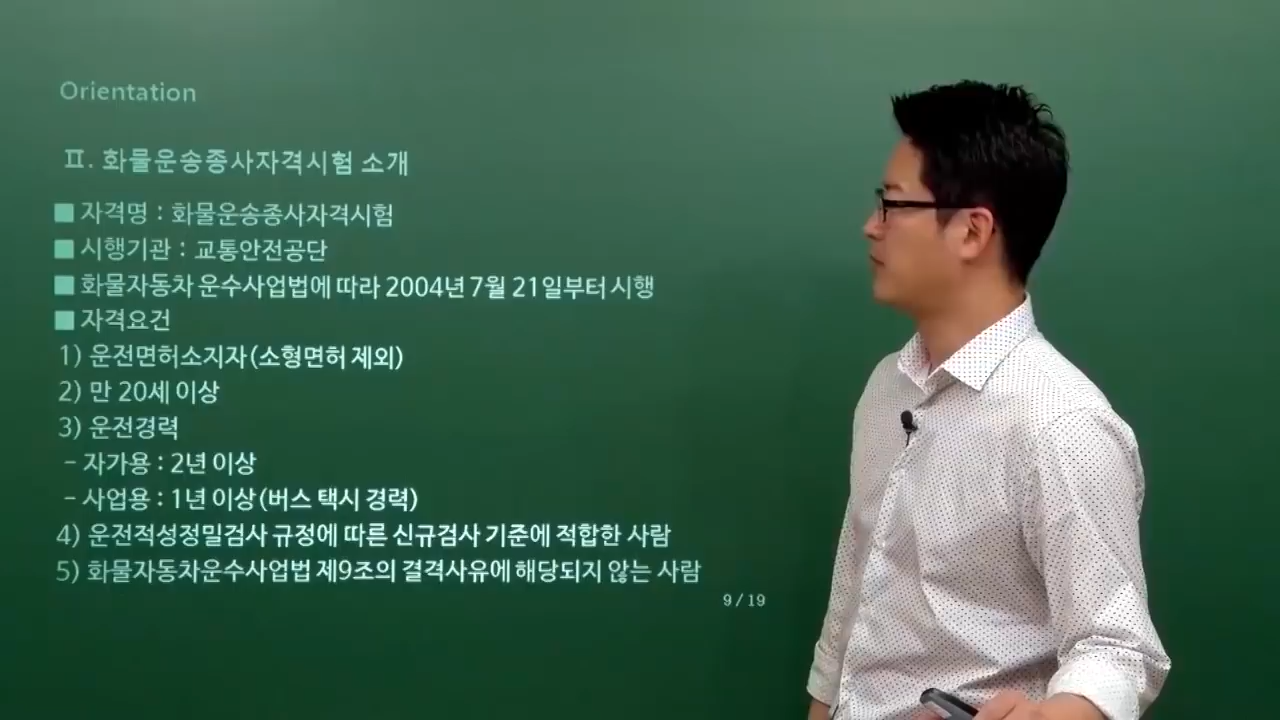 Orientation
Ⅱ. 화물운송종사자격시험 소개
■ 자격명 : 화물운송종사자격시험
■ 시행기관 : 교통안전공단
■ 화물자동차 운수사업법에 따라 2004년 7월 21일부터 시행
■ 자격요건
1) 운전면허소지자(소형면허 제외)
2) 만 20세 이상
3) 운전경력
- 자가용 : 2년 이상
- 사업용 : 1년 이상(버스 택시 경력)
4) 운전적성정밀검사 규정에 따른 신규검사 기준에 적합한 사람
5) 화물자동차운수사업법 제9조의 결격사유에 해당되지 않는 사람
9 / 19